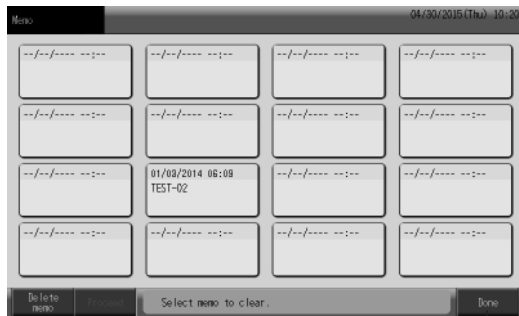 Memo
04/30/2015(Thu) 10:20
--/--/---- --:-- --/--/---- --:-- --/--/---- --:-- --/--/---- --:--
--/--/---- --:-- --/--/---- --:-- --/--/---- --:-- --/--/---- --:--
--/--/---- --:-- 01/03/2014 06:09 --/--/---- --:-- --/--/---- --:--
TEST-02
--/--/---- --:-- --/--/---- --:-- --/--/---- --:-- --/--/---- --:--
Delete
memo
Proceed
Select memo to clear.
Done